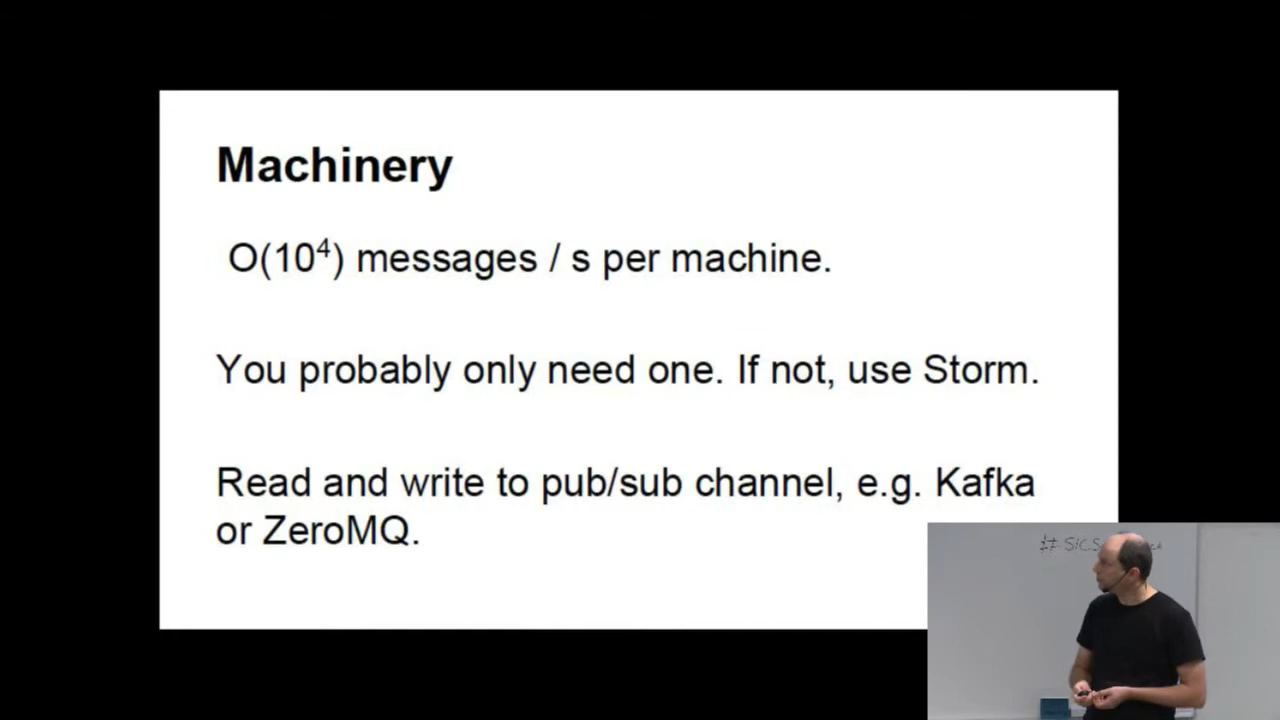 Machinery
O(10⁴) messages / s per machine.
You probably only need one. If not, use Storm.
Read and write to pub/sub channel, e.g. Kafka
or ZeroMQ.